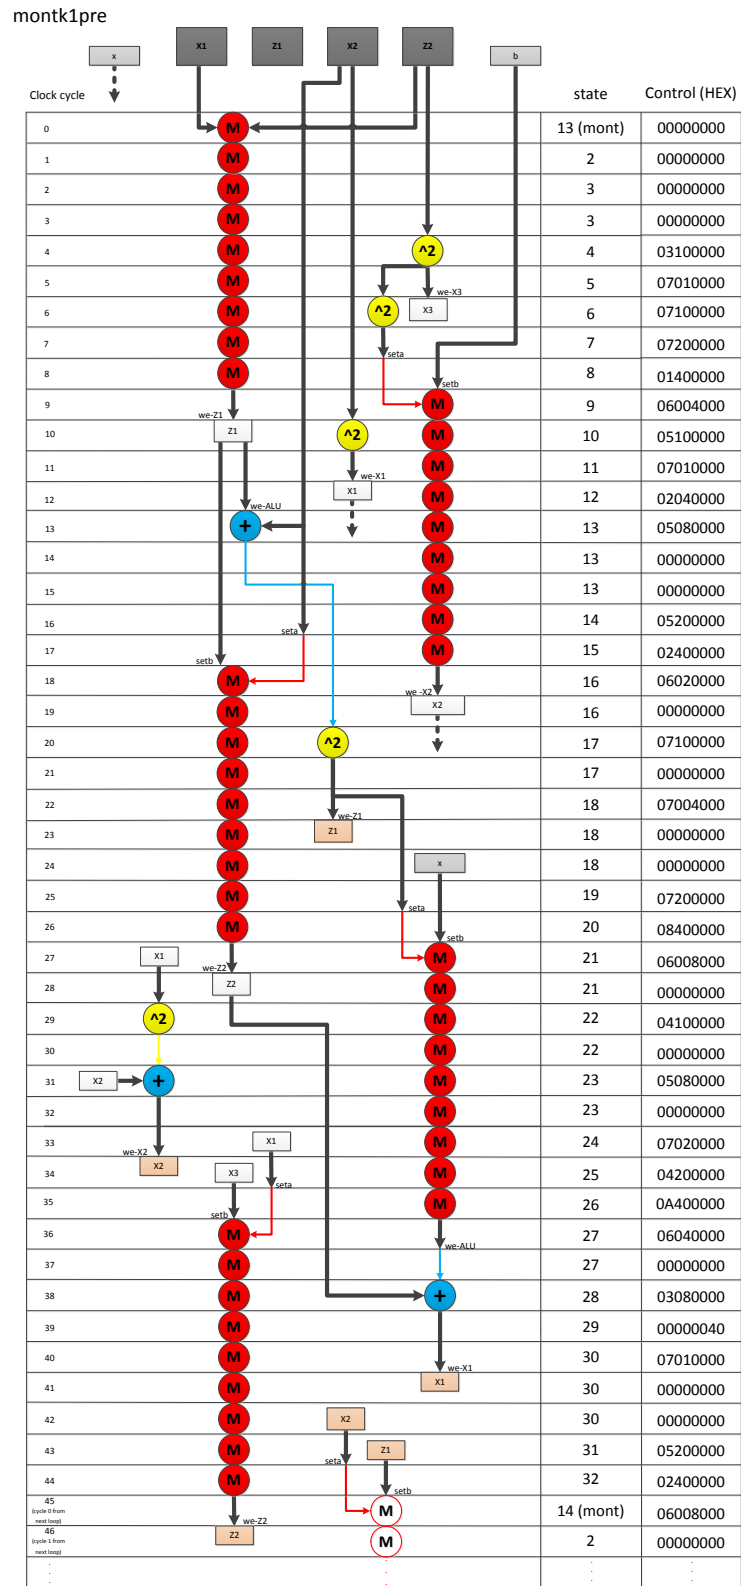 montk1pre
x X1 Z1 X2 Z2 b
Clock cycle state Control (HEX)
0 M 13 (mont) 00000000
1 M 2 00000000
2 M 3 00000000
3 M 3 00000000
4 M ^2 4 03100000
5 M we-X3 5 07010000
6 M ^2 X3 6 07100000
7 M seta 7 07200000
8 M setb 8 01400000
9 we-Z1 M 9 06004000
10 Z1 ^2 M 10 05100000
11 we-X1 M 11 07010000
12 we-ALU X1 M 12 02040000
13 + M 13 05080000
14 M 13 00000000
15 M 13 00000000
16 seta M 14 05200000
17 setb M 15 02400000
18 M we -X2 16 06020000
19 M X2 16 00000000
20 M ^2 17 07100000
21 M 17 00000000
22 M we-Z1 18 07004000
23 M Z1 18 00000000
24 M x 18 00000000
25 M seta 19 07200000
26 M setb 20 08400000
27 X1 we-Z2 M 21 06008000
28 Z2 M 21 00000000
29 ^2 M 22 04100000
30 M 22 00000000
31 X2 + M 23 05080000
32 M 23 00000000
33 we-X2 X1 M 24 07020000
34 X2 X3 seta M 25 04200000
35 setb M 26 0A400000
36 M we-ALU 27 06040000
37 M 27 00000000
38 M + 28 03080000
39 M 29 00000040
40 M we-X1 30 07010000
41 M X1 30 00000000
42 M X2 30 00000000
43 M seta Z1 31 05200000
44 M setb 32 02400000
45
(cycle 0 from
next loop) we-Z2 M 14 (mont) 06008000
46
(cycle 1 from
next loop) Z2 M 2 00000000